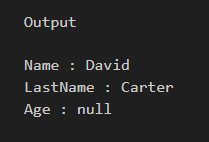 Output
Name : David
LastName : Carter
Age : null